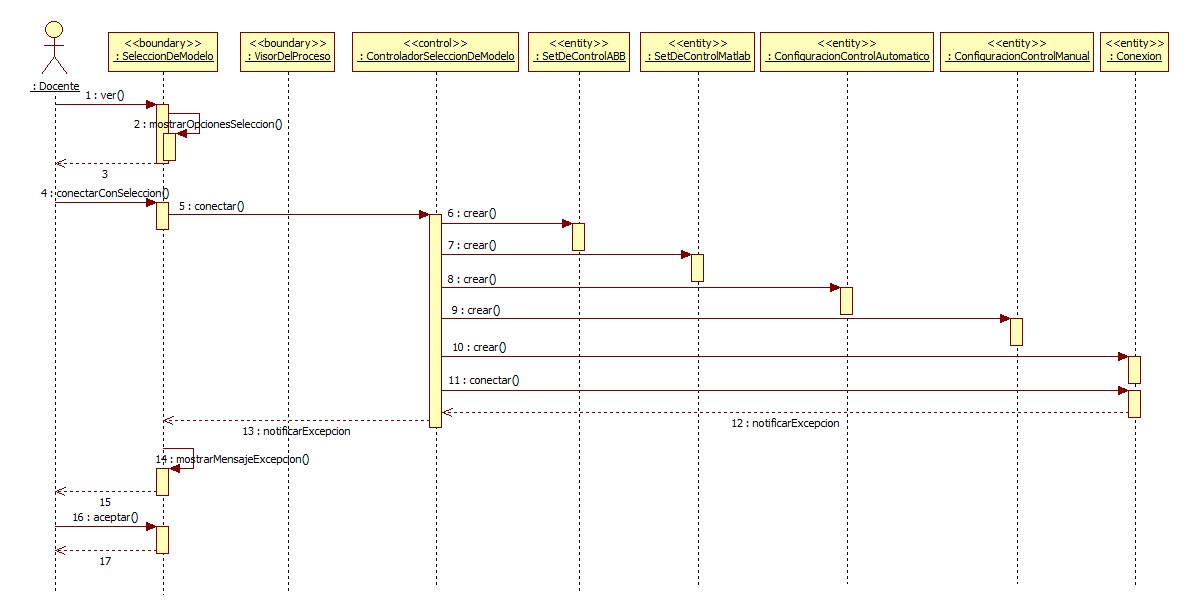 <<boundary>>
: SeleccionDeModelo
<<boundary>>
: VisorDelProceso
<<control>>
: ControladorSeleccionDeModelo
<<entity>>
: SetDeControlABB
<<entity>>
: SetDeControlMatlab
<<entity>>
: ConfiguracionControlAutomatico
<<entity>>
: ConfiguracionControlManual
<<entity>>
: Conexion
: Docente
1 : ver()
2 : mostrarOpcionesSeleccion()
3
4 : conectarConSeleccion()
5 : conectar()
6 : crear()
7 : crear()
8 : crear()
9 : crear()
10 : crear()
11 : conectar()
12 : notificarExcepcion
13 : notificarExcepcion
14 : mostrarMensajeExcepcion()
15
16 : aceptar()
17